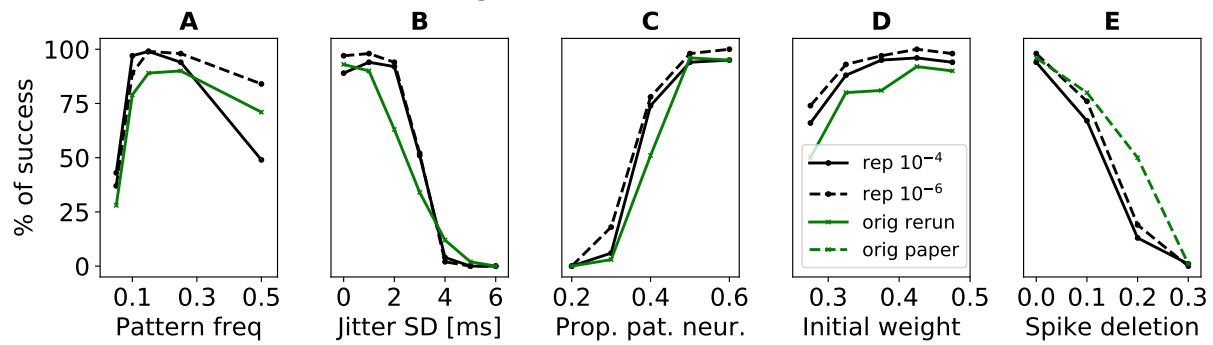 A B C D E
100
75
50
25
0
% of success
0.1 0.3 0.5
0 2 4 6
0.2 0.4 0.6
0.3 0.4 0.5
0.0 0.1 0.2 0.3
Pattern freq
Jitter SD [ms]
Prop. pat. neur.
Initial weight
Spike deletion
rep 10⁻⁴
rep 10⁻⁶
orig rerun
orig paper